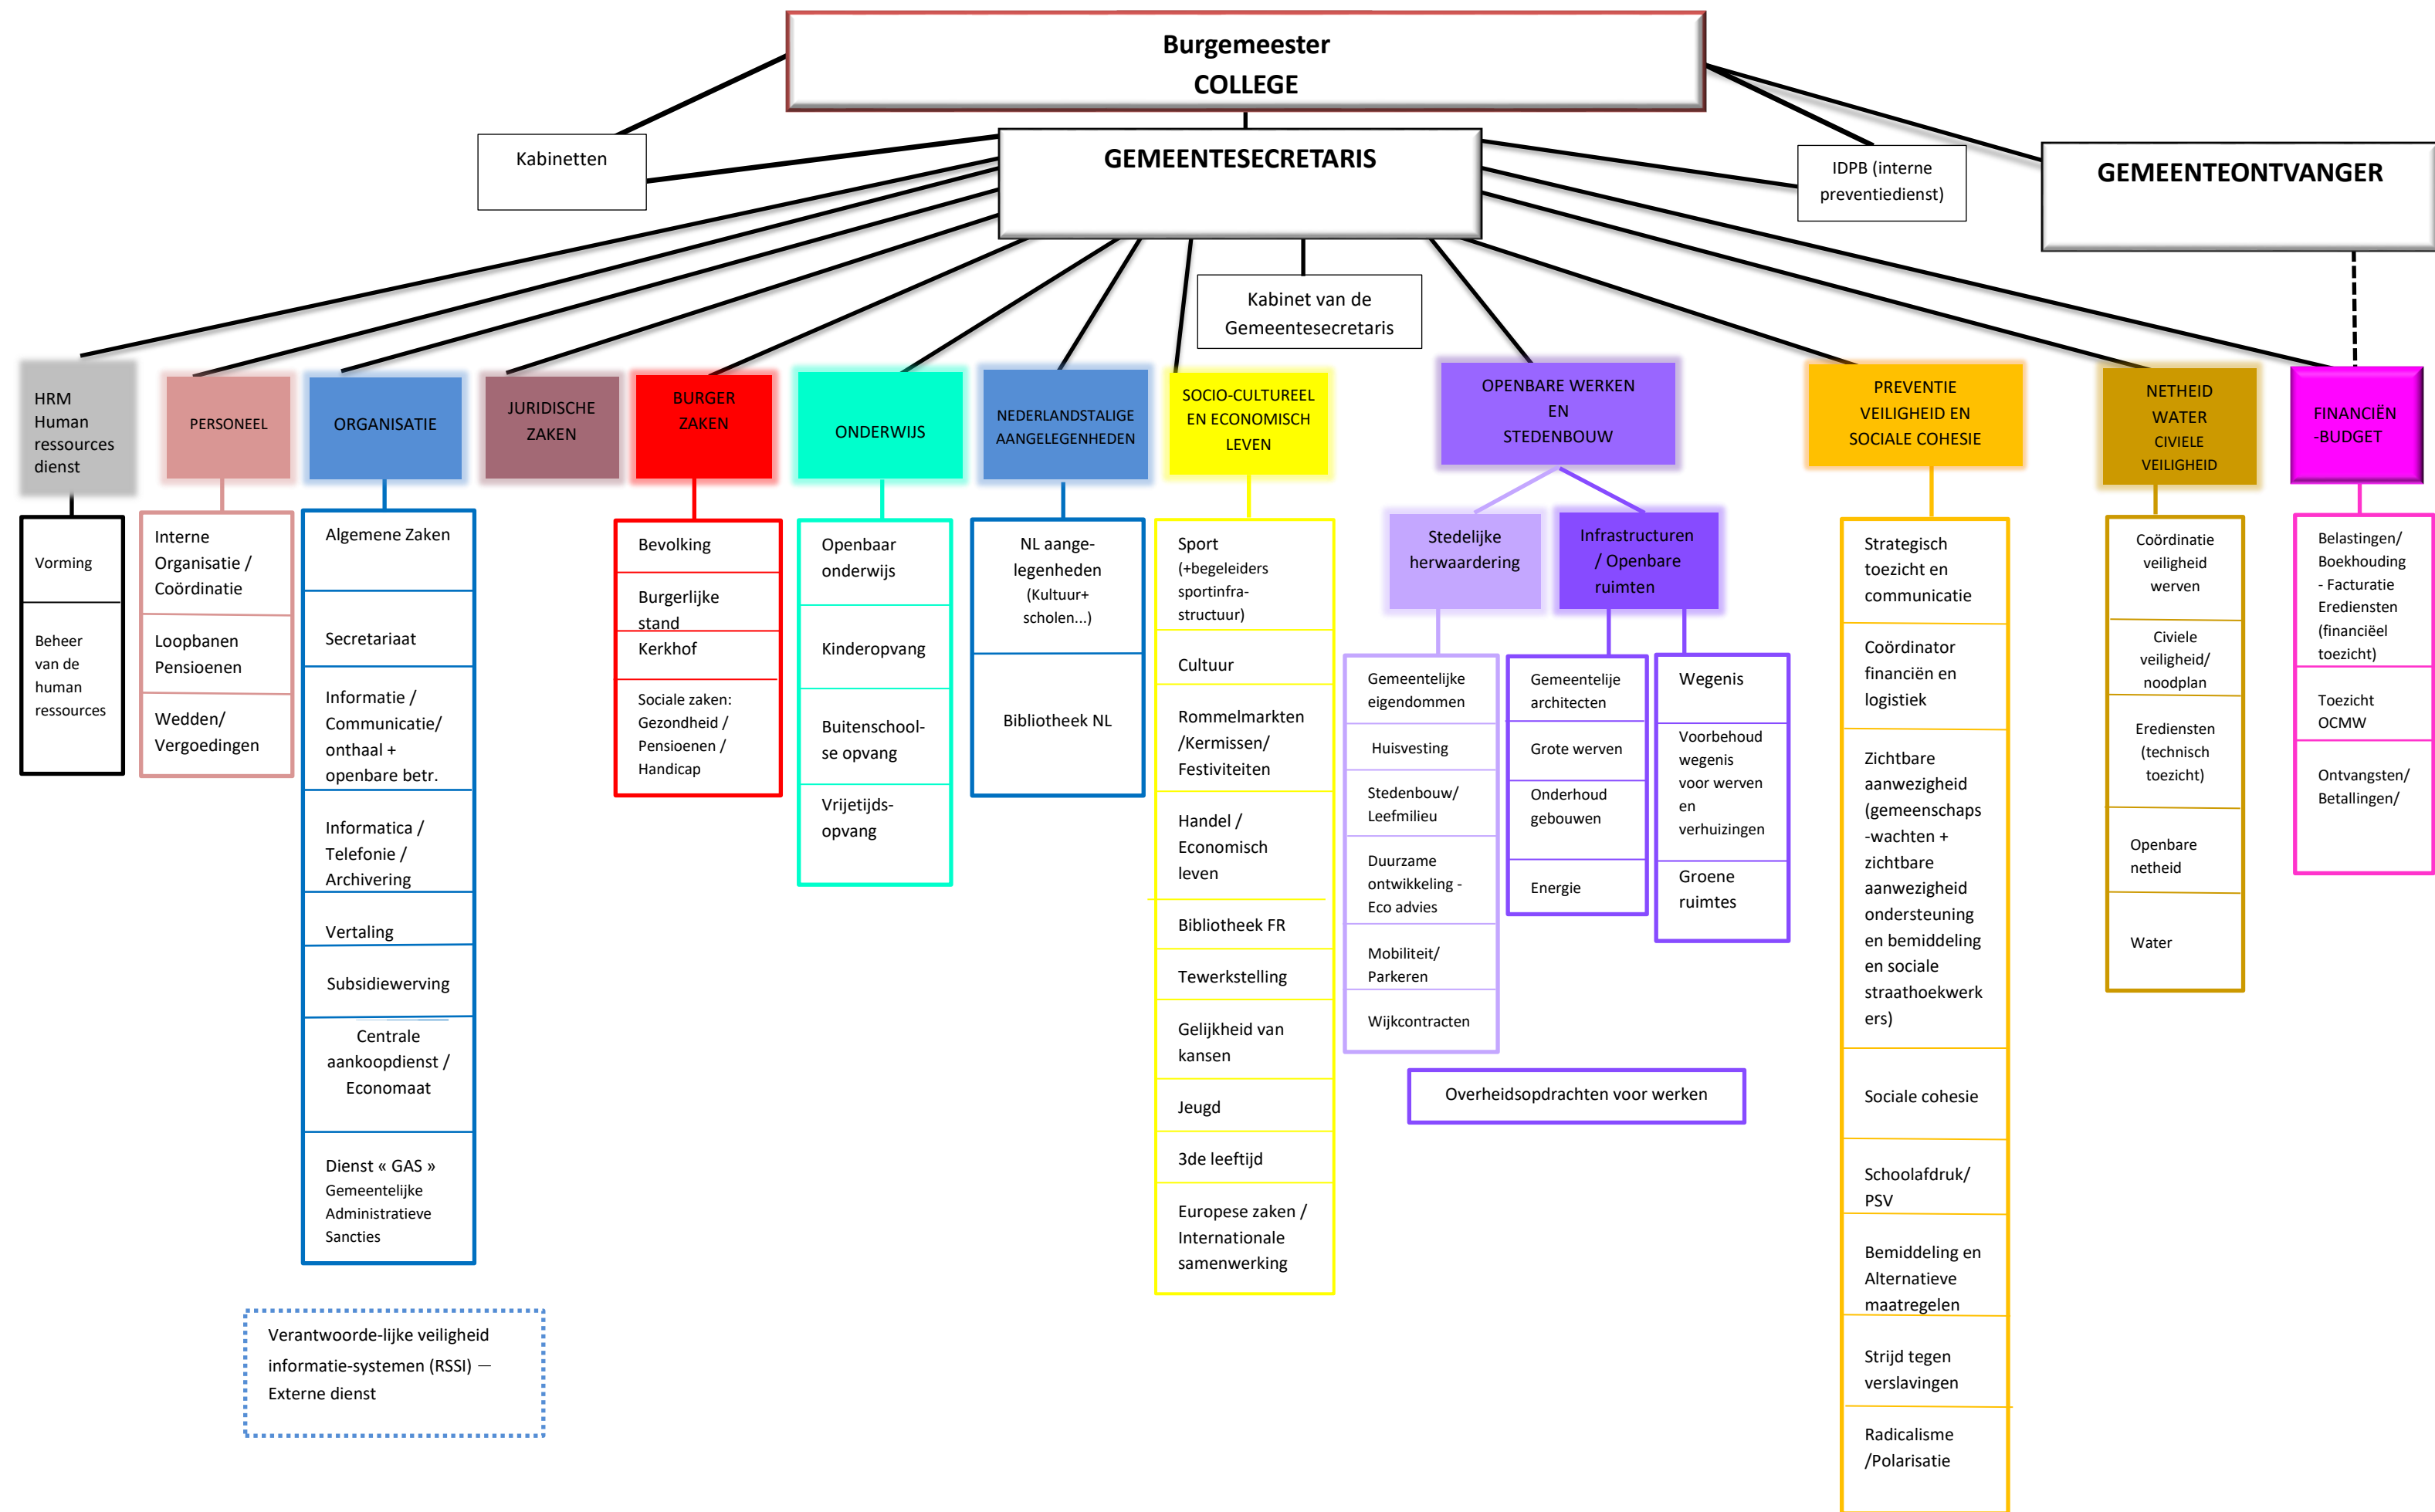 Burgemeester
COLLEGE
Kabinetten
GEMEENTESECRETARIS
IDPB (interne
preventiedienst)
GEMEENTEONTVANGER
Kabinet van de
Gemeentesecretaris
HRM
Human
ressources
dienst
Vorming
Beheer
van de
human
ressources
PERSONEEL
Interne
Organisatie /
Coördinatie
Loopbanen
Pensioenen
Wedden/
Vergoedingen
ORGANISATIE
Algemene Zaken
Secretariaat
Informatie /
Communicatie/
onthaal +
openbare betr.
Informatica /
Telefonie /
Archivering
Vertaling
Subsidiewerving
Centrale
aankoopdienst /
Economaat
Dienst « GAS »
Gemeentelijke
Administratieve
Sancties
Verantwoorde-lijke veiligheid
informatie-systemen (RSSI) —
Externe dienst
JURIDISCHE
ZAKEN
BURGER
ZAKEN
Bevolking
Burgerlijke
stand
Kerkhof
Sociale zaken:
Gezondheid /
Pensioenen /
Handicap
ONDERWIJS
Openbaar
onderwijs
Kinderopvang
Buitenschool-
se opvang
Vrijetijds-
opvang
NEDERLANDSTALIGE
AANGELEGENHEDEN
NL aange-
legenheden
(Kultuur+
scholen...)
Bibliotheek NL
SOCIO-CULTUREEL
EN ECONOMISCH
LEVEN
Sport
(+begeleiders
sportinfra-
structuur)
Cultuur
Rommelmarkten
/Kermissen/
Festiviteiten
Handel /
Economisch
leven
Bibliotheek FR
Tewerkstelling
Gelijkheid van
kansen
Jeugd
3de leeftijd
Europese zaken /
Internationale
samenwerking
OPENBARE WERKEN
EN
STEDENBOUW
Stedelijke
herwaardering
Gemeentelijke
eigendommen
Huisvesting
Stedenbouw/
Leefmilieu
Duurzame
ontwikkeling -
Eco advies
Mobiliteit/
Parkeren
Wijkcontracten
Infrastructuren
/ Openbare
ruimten
Gemeentelije
architecten
Grote werven
Onderhoud
gebouwen
Energie
Wegenis
Voorbehoud
wegenis
voor werven
en
verhuizingen
Groene
ruimtes
Overheidsopdrachten voor werken
PREVENTIE
VEILIGHEID EN
SOCIALE COHESIE
Strategisch
toezicht en
communicatie
Coördinator
financiën en
logistiek
Zichtbare
aanwezigheid
(gemeenschaps
-wachten +
zichtbare
aanwezigheid
ondersteuning
en bemiddeling
en sociale
straathoekwerk
ers)
Sociale cohesie
Schoolafdruk/
PSV
Bemiddeling en
Alternatieve
maatregelen
Strijd tegen
verslavingen
Radicalisme
/Polarisatie
NETHEID
WATER
CIVIELE
VEILIGHEID
Coördinatie
veiligheid
werven
Civiele
veiligheid/
noodplan
Erediensten
(technisch
toezicht)
Openbare
netheid
Water
FINANCIËN
-BUDGET
Belastingen/
Boekhouding
- Facturatie
Erediensten
(financiëel
toezicht)
Toezicht
OCMW
Ontvangsten/
Betallingen/